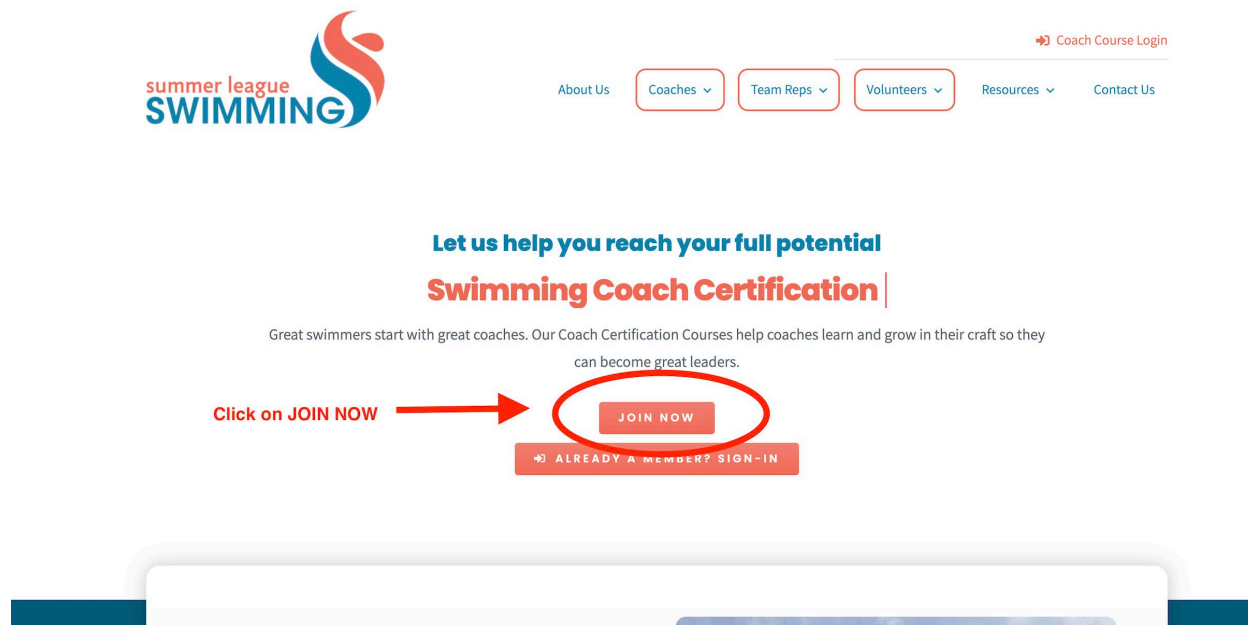 summer league
SWIMMING
Coach Course Login
About Us Coaches Team Reps Volunteers Resources Contact Us
Let us help you reach your full potential
Swimming Coach Certification
Great swimmers start with great coaches. Our Coach Certification Courses help coaches learn and grow in their craft so they
can become great leaders.
Click on JOIN NOW
JOIN NOW
ALREADY A MEMBER? SIGN-IN